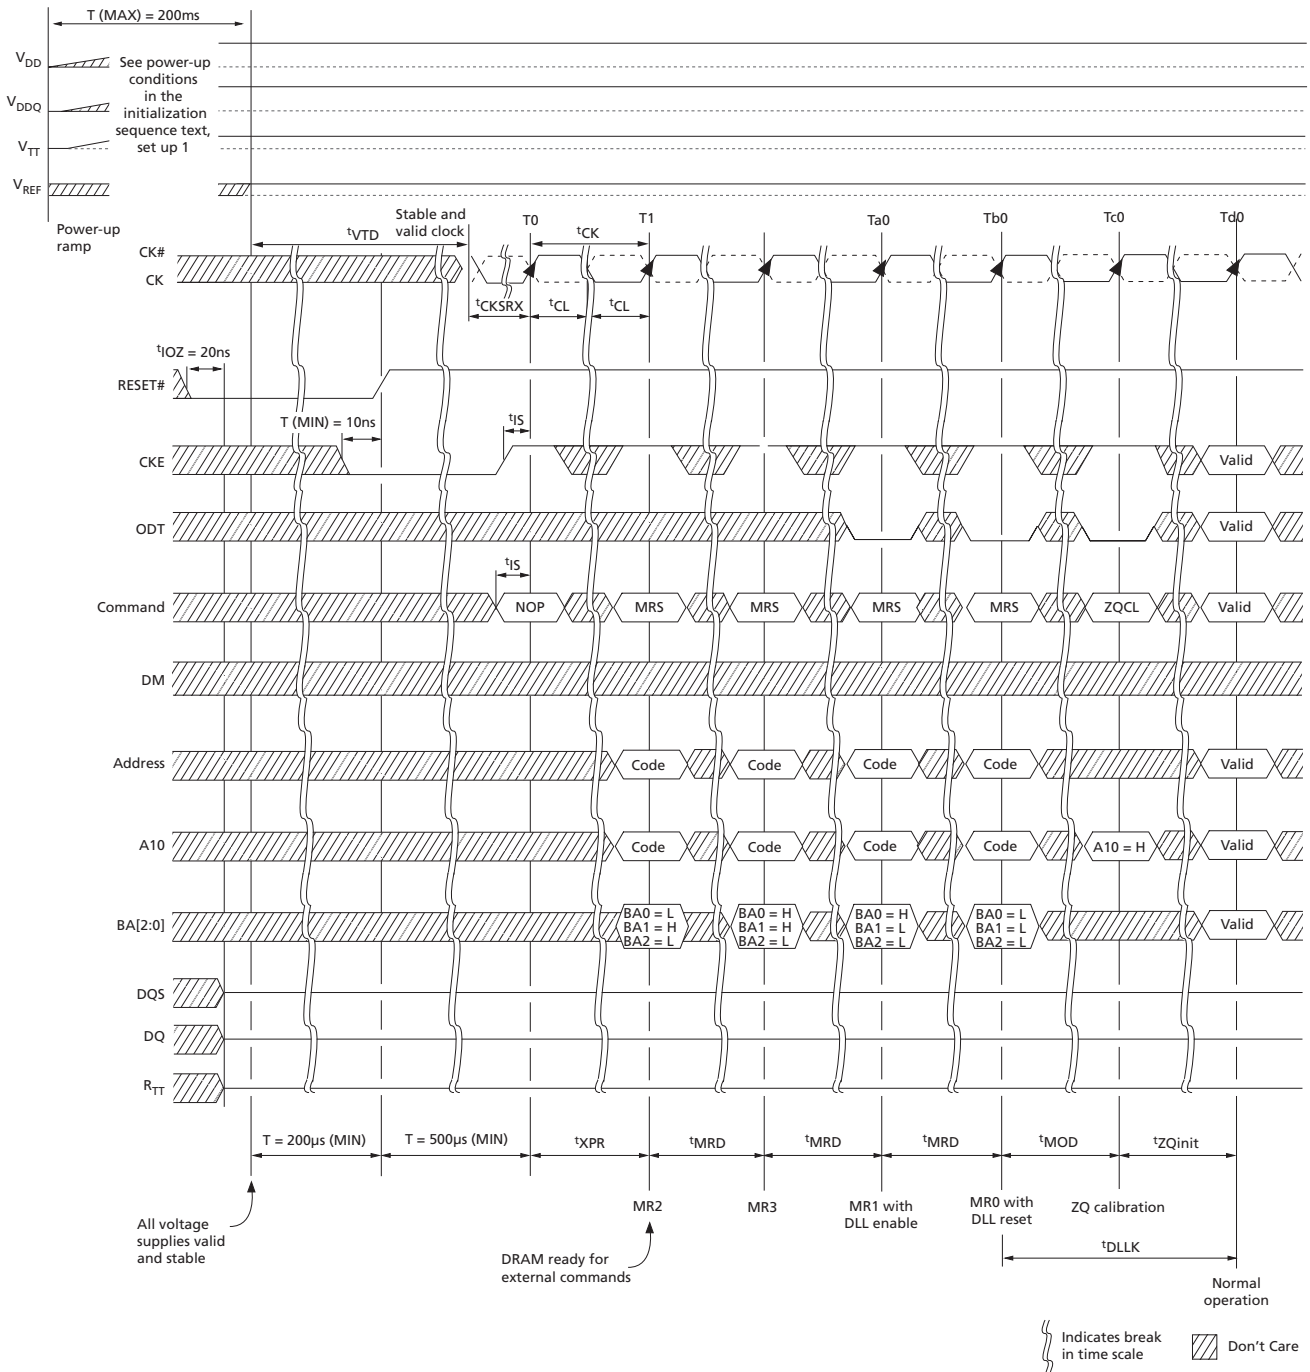 T (MAX) = 200ms
VDD
See power-up
conditions
in the
initialization
sequence text,
set up 1
VDDQ
VTT
VREF
Power-up
ramp
Stable and
valid clock
tVTD
T0
T1
Ta0
Tb0
Tc0
Td0
tCK
CK#
CK
tCKSRX
tCL
tCL
tIOZ = 20ns
RESET#
T (MIN) = 10ns
tIS
CKE
Valid
ODT
Valid
tIS
Command
NOP
MRS
MRS
MRS
MRS
ZQCL
Valid
DM
Address
Code
Code
Code
Code
Valid
A10
Code
Code
Code
Code
A10 = H
Valid
BA[2:0]
BA0 = L
BA1 = H
BA2 = L
BA0 = H
BA1 = H
BA2 = L
BA0 = H
BA1 = L
BA2 = L
BA0 = L
BA1 = L
BA2 = L
Valid
DQS
DQ
RTT
T = 200µs (MIN)
T = 500µs (MIN)
tXPR
tMRD
tMRD
tMRD
tMOD
tZQinit
MR2
MR3
MR1 with
DLL enable
MR0 with
DLL reset
ZQ calibration
All voltage
supplies valid
and stable
DRAM ready for
external commands
tDLLK
Normal
operation
Indicates break
in time scale
Don't Care